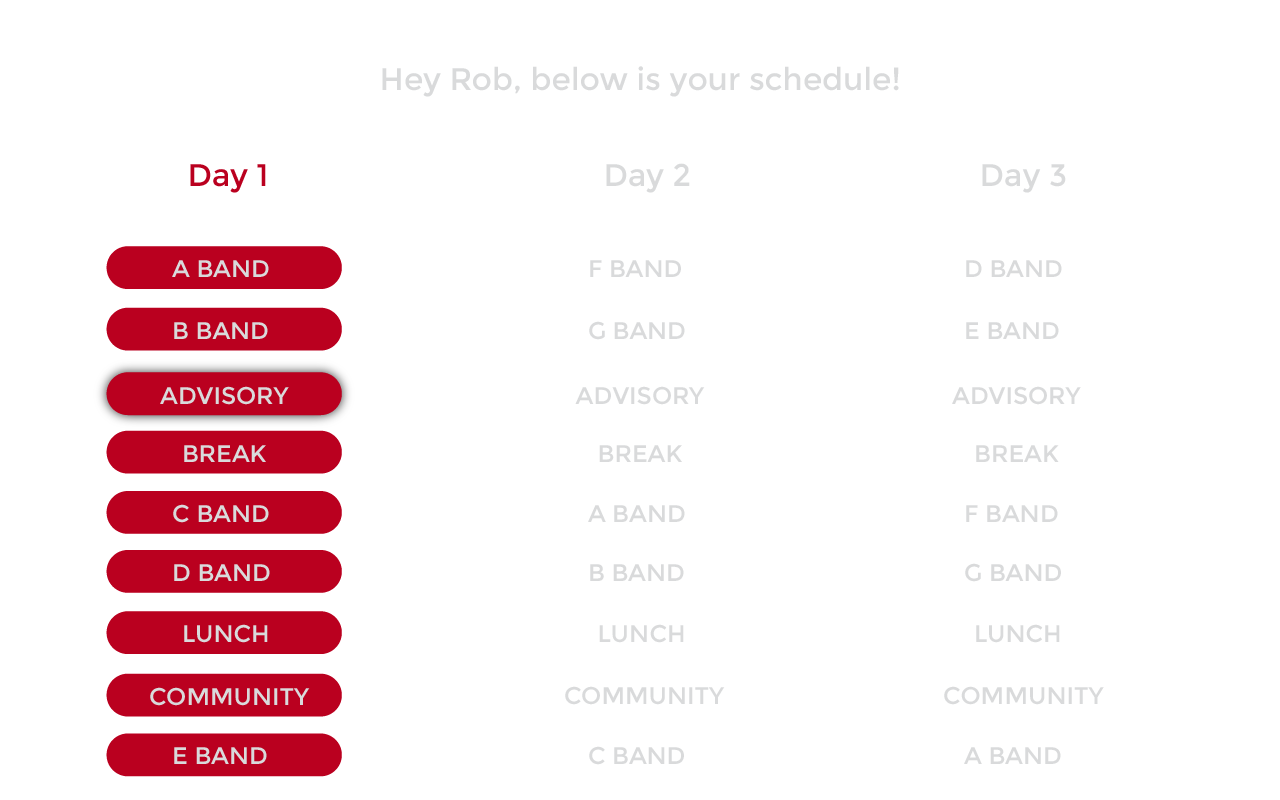 Hey Rob, below is your schedule!
Day 1 Day 2 Day 3
A BAND F BAND D BAND
B BAND G BAND E BAND
ADVISORY ADVISORY ADVISORY
BREAK BREAK BREAK
C BAND A BAND F BAND
D BAND B BAND G BAND
LUNCH LUNCH LUNCH
COMMUNITY COMMUNITY COMMUNITY
E BAND C BAND A BAND